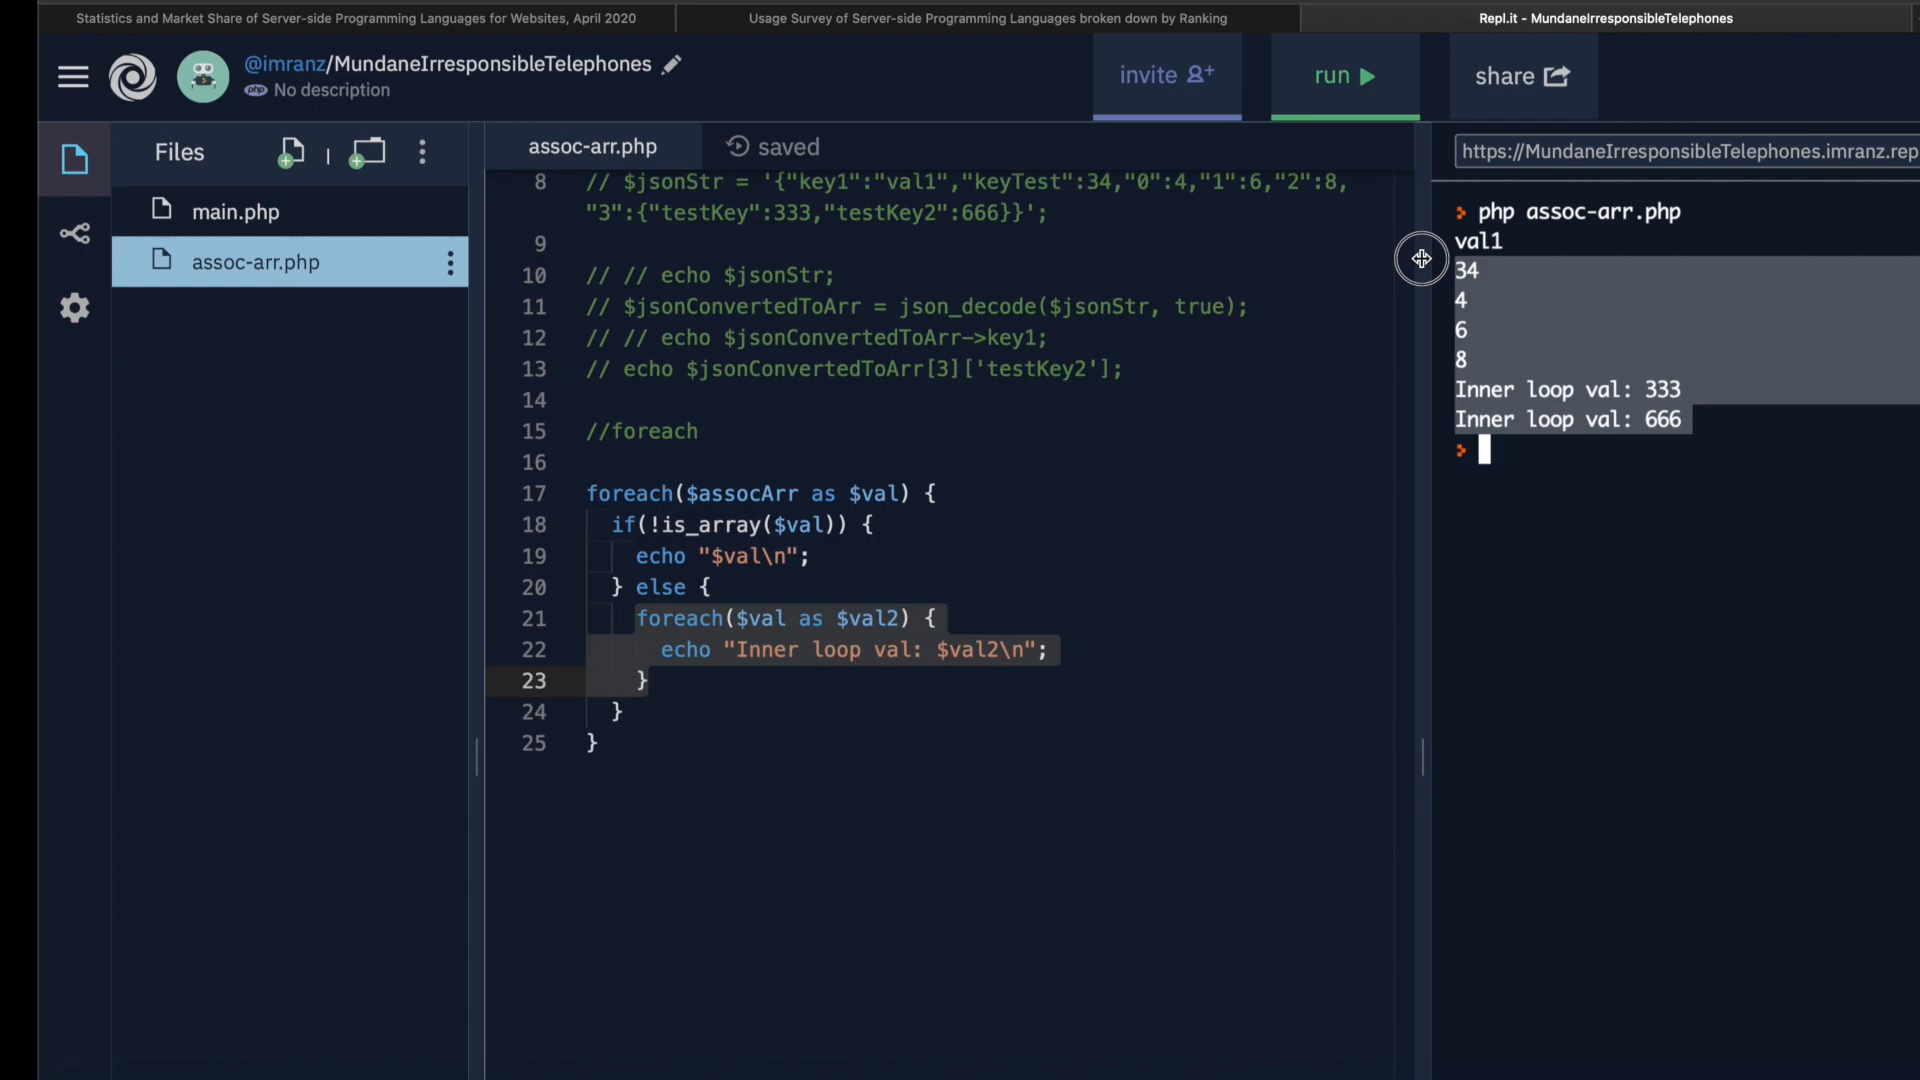 Statistics and Market Share of Server-side Programming Languages for Websites, April 2020
Usage Survey of Server-side Programming Languages broken down by Ranking
Repl.it - MundaneIrresponsibleTelephones
@imranz/MundaneIrresponsibleTelephones
php No description
invite
run
share
Files
main.php
assoc-arr.php
assoc-arr.php
saved
8 // $jsonStr = '{"key1":"val1","keyTest":34,"0":4,"1":6,"2":8,
"3":{"testKey":333,"testKey2":666}}';
9
10 // // echo $jsonStr;
11 // $jsonConvertedToArr = json_decode($jsonStr, true);
12 // // echo $jsonConvertedToArr->key1;
13 // echo $jsonConvertedToArr[3]['testKey2'];
14
15 //foreach
16
17 foreach($assocArr as $val) {
18 if(!is_array($val)) {
19 echo "$val\n";
20 } else {
21 foreach($val as $val2) {
22 echo "Inner loop val: $val2\n";
23 }
24 }
25 }
https://MundaneIrresponsibleTelephones.imranz.rep
php assoc-arr.php
val1
34
4
6
8
Inner loop val: 333
Inner loop val: 666